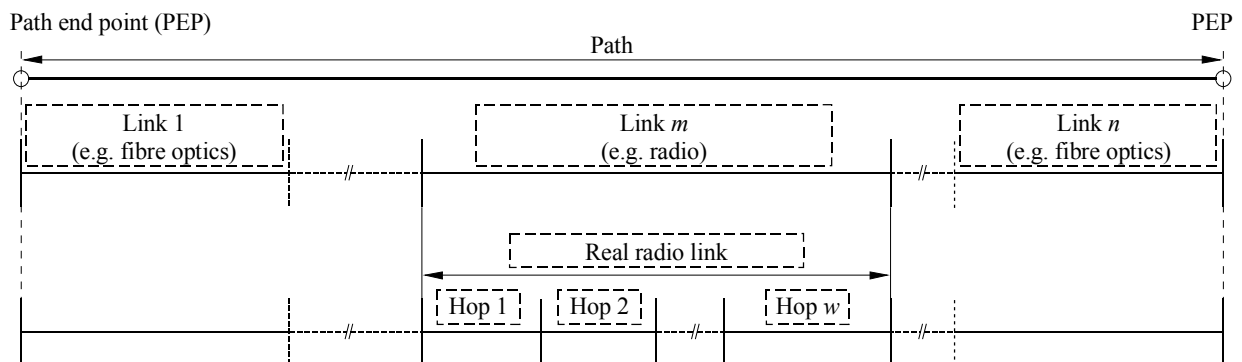 Path end point (PEP)
PEP
Path
Link 1
(e.g. fibre optics)
Link m
(e.g. radio)
Link n
(e.g. fibre optics)
Real radio link
Hop 1
Hop 2
Hop w